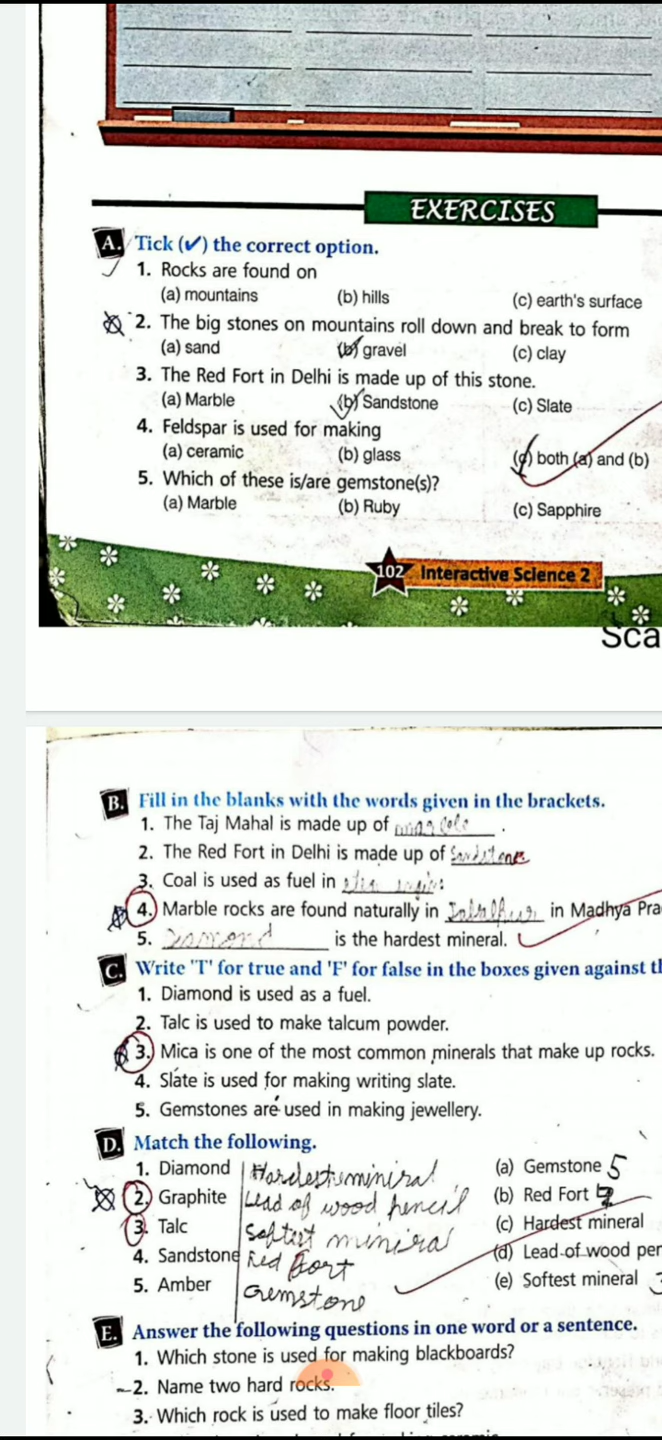 EXERCISES
A. Tick (✔) the correct option.
1. Rocks are found on
(a) mountains (b) hills (c) earth's surface
2. The big stones on mountains roll down and break to form
(a) sand (b) gravel (c) clay
3. The Red Fort in Delhi is made up of this stone.
(a) Marble (b) Sandstone (c) Slate
4. Feldspar is used for making
(a) ceramic (b) glass (c) both (a) and (b)
5. Which of these is/are gemstone(s)?
(a) Marble (b) Ruby (c) Sapphire
102 Interactive Science 2
Sca
B. Fill in the blanks with the words given in the brackets.
1. The Taj Mahal is made up of .
2. The Red Fort in Delhi is made up of Sandstone
3. Coal is used as fuel in
4. Marble rocks are found naturally in in Madhya Pra
5. is the hardest mineral.
C. Write 'T' for true and 'F' for false in the boxes given against t
1. Diamond is used as a fuel.
2. Talc is used to make talcum powder.
3. Mica is one of the most common minerals that make up rocks.
4. Slate is used for making writing slate.
5. Gemstones are used in making jewellery.
D. Match the following.
1. Diamond Hardest miniral (a) Gemstone 5
2. Graphite Lead of wood pencil (b) Red Fort
3. Talc Softest miniral (c) Hardest mineral
4. Sandstone Red Fort (d) Lead of wood pen
5. Amber Gemstone (e) Softest mineral
E. Answer the following questions in one word or a sentence.
1. Which stone is used for making blackboards?
2. Name two hard rocks.
3. Which rock is used to make floor tiles?